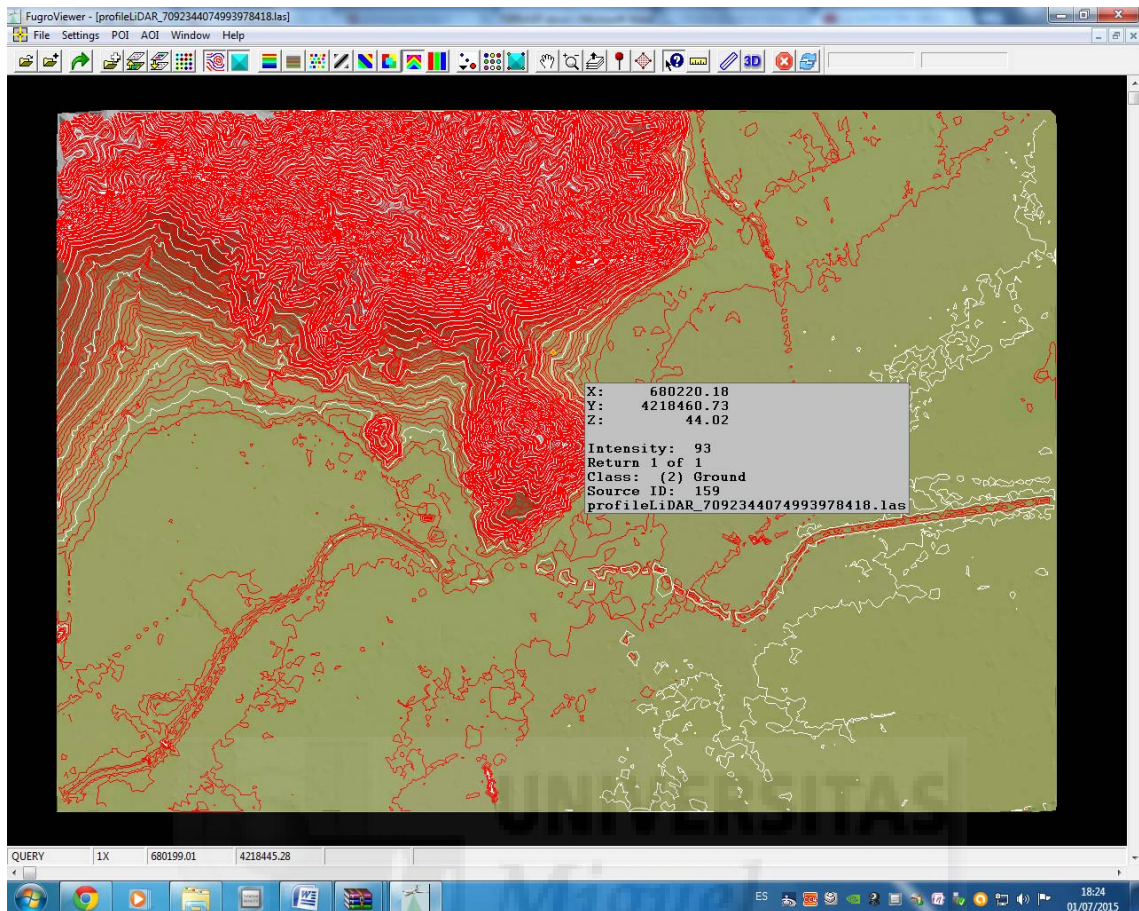 FugroViewer - [profileLiDAR_7092344074993978418.las]
File Settings POI AOI Window Help
3D
X: 680220.18
Y: 4218460.73
Z: 44.02
Intensity: 93
Return 1 of 1
Class: (2) Ground
Source ID: 159
profileLiDAR_7092344074993978418.las
UNIVERSITAS
Miguel
QUERY 1X 680199.01 4218445.28
ES 18:24
01/07/2015